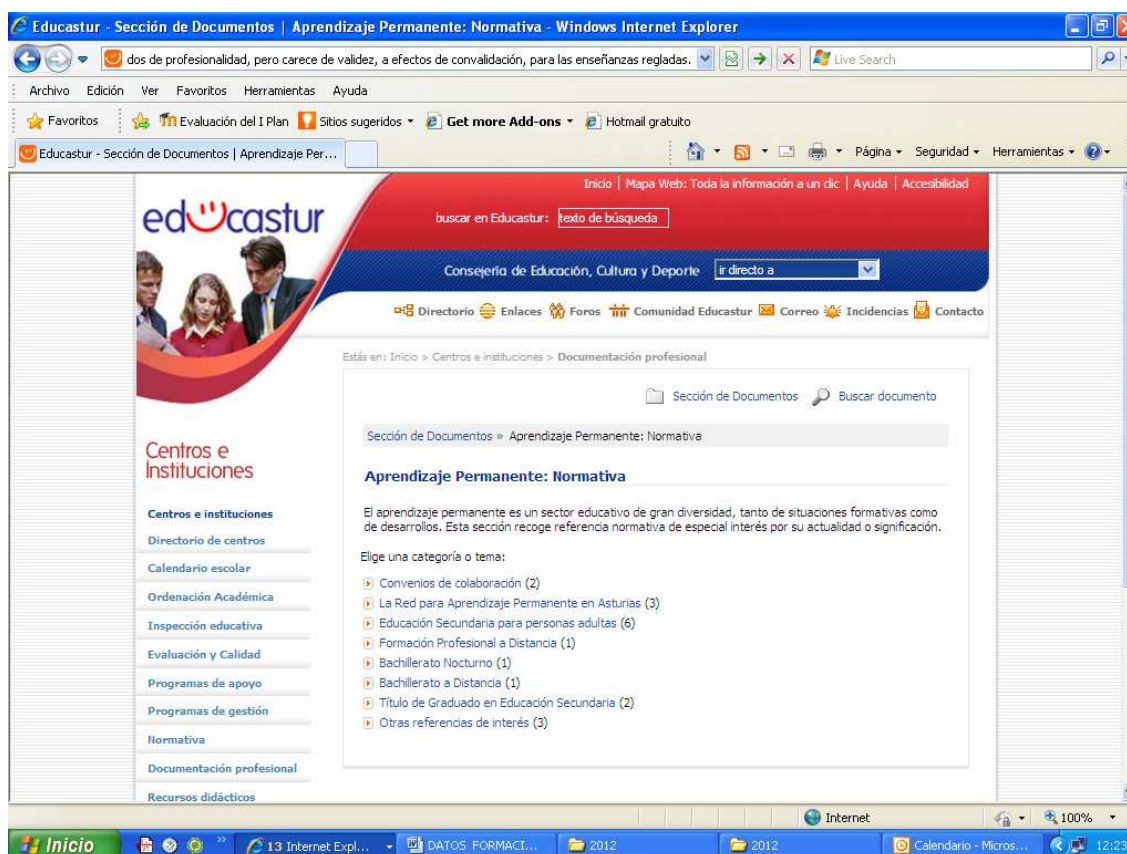 Educastur - Sección de Documentos | Aprendizaje Permanente: Normativa - Windows Internet Explorer
dos de profesionalidad, pero carece de validez, a efectos de convalidación, para las enseñanzas regladas.
Live Search
Archivo Edición Ver Favoritos Herramientas Ayuda
Favoritos Evaluación del I Plan Sitios sugeridos Get more Add-ons Hotmail gratuito
Educastur - Sección de Documentos | Aprendizaje Per...
Página Seguridad Herramientas
Inicio | Mapa Web: Toda la información a un clic | Ayuda | Accesibilidad
educastur
buscar en Educastur: texto de búsqueda
Consejería de Educación, Cultura y Deporte ir directo a
Directorio Enlaces Foros Comunidad Educastur Correo Incidencias Contacto
Estás en: Inicio > Centros e instituciones > Documentación profesional
Sección de Documentos Buscar documento
Sección de Documentos » Aprendizaje Permanente: Normativa
Aprendizaje Permanente: Normativa
El aprendizaje permanente es un sector educativo de gran diversidad, tanto de situaciones formativas como
de desarrollos. Esta sección recoge referencia normativa de especial interés por su actualidad o significación.
Elige una categoría o tema:
Convenios de colaboración (2)
La Red para Aprendizaje Permanente en Asturias (3)
Educación Secundaria para personas adultas (6)
Formación Profesional a Distancia (1)
Bachillerato Nocturno (1)
Bachillerato a Distancia (1)
Título de Graduado en Educación Secundaria (2)
Otras referencias de interés (3)
Centros e
Instituciones
Centros e instituciones
Directorio de centros
Calendario escolar
Ordenación Académica
Inspección educativa
Evaluación y Calidad
Programas de apoyo
Programas de gestión
Normativa
Documentación profesional
Recursos didácticos
Internet 100%
Inicio 13 Internet Expl... DATOS FORMACI... 2012 2012 Calendario - Micros... 12:23